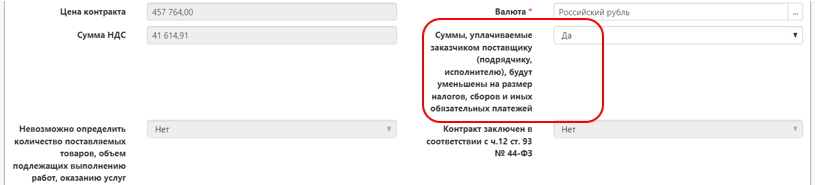 Цена контракта 457 764,00 Валюта * Российский рубль ...
Сумма НДС 41 614,91 Суммы, уплачиваемые Да
заказчиком поставщику
(подрядчику,
исполнителю), будут
уменьшены на размер
налогов, сборов и иных
обязательных платежей
Невозможно определить Нет Контракт заключен в Нет
количество поставляемых соответствии с ч.12 ст. 93
товаров, объем № 44-ФЗ
подлежащих выполнению
работ, оказанию услуг